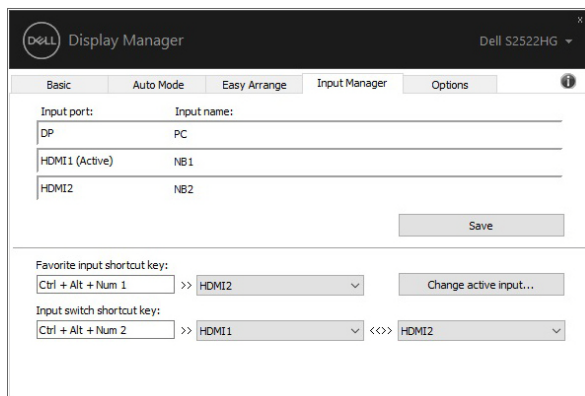 x
DELL Display Manager Dell S2522HG
Basic Auto Mode Easy Arrange Input Manager Options i
Input port: Input name:
DP PC
HDMI1 (Active) NB1
HDMI2 NB2
Save
Favorite input shortcut key:
Ctrl + Alt + Num 1 >> HDMI2 Change active input...
Input switch shortcut key:
Ctrl + Alt + Num 2 >> HDMI1 <<>> HDMI2